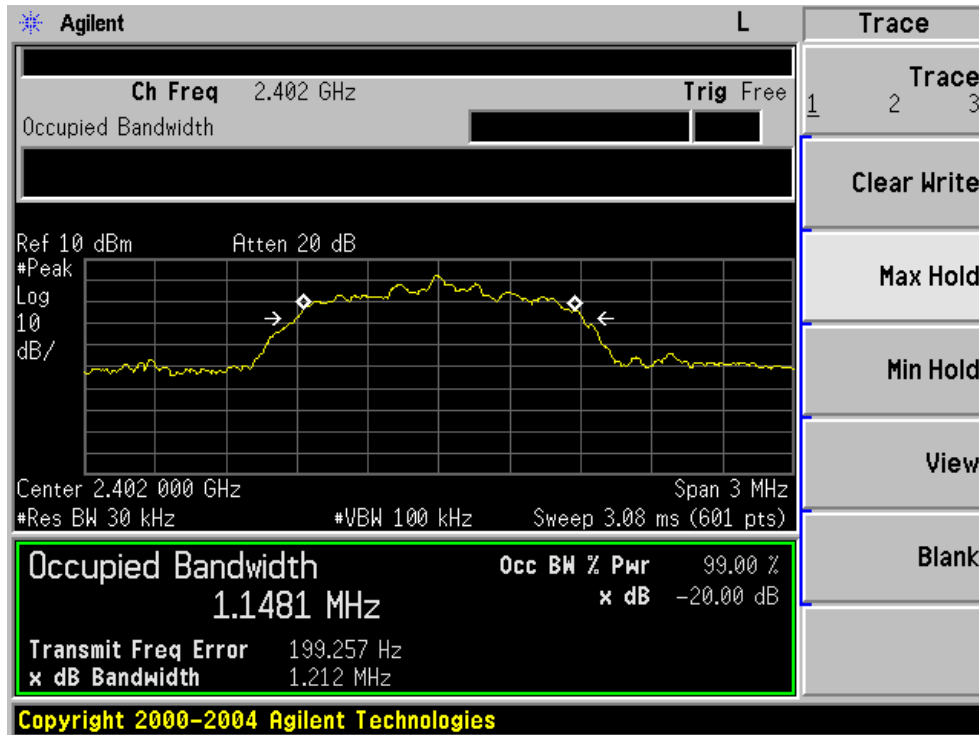 Agilent L Trace
Ch Freq 2.402 GHz Trig Free
Occupied Bandwidth
Ref 10 dBm Atten 20 dB
#Peak
Log
10
dB/
Center 2.402 000 GHz Span 3 MHz
#Res BW 30 kHz #VBW 100 kHz Sweep 3.08 ms (601 pts)
Occupied Bandwidth
1.1481 MHz
Occ BW % Pwr 99.00 %
x dB -20.00 dB
Transmit Freq Error 199.257 Hz
x dB Bandwidth 1.212 MHz
Copyright 2000-2004 Agilent Technologies
Trace
1 2 3
Clear Write
Max Hold
Min Hold
View
Blank